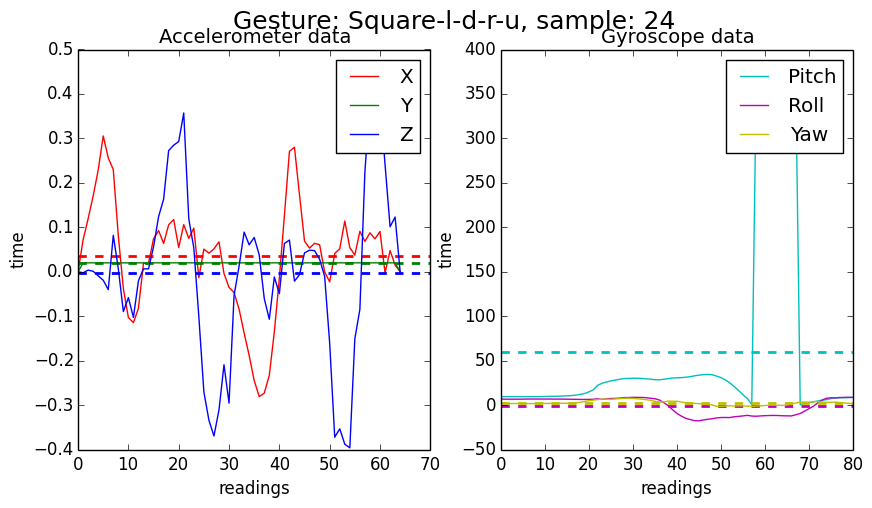 Gesture: Square-l-d-r-u, sample: 24
Accelerometer data
0.5
0.4
0.3
0.2
0.1
0.0
−0.1
−0.2
−0.3
−0.4
time
0 10 20 30 40 50 60 70
readings
X
Y
Z
Gyroscope data
400
350
300
250
200
150
100
50
0
−50
time
0 10 20 30 40 50 60 70 80
readings
Pitch
Roll
Yaw